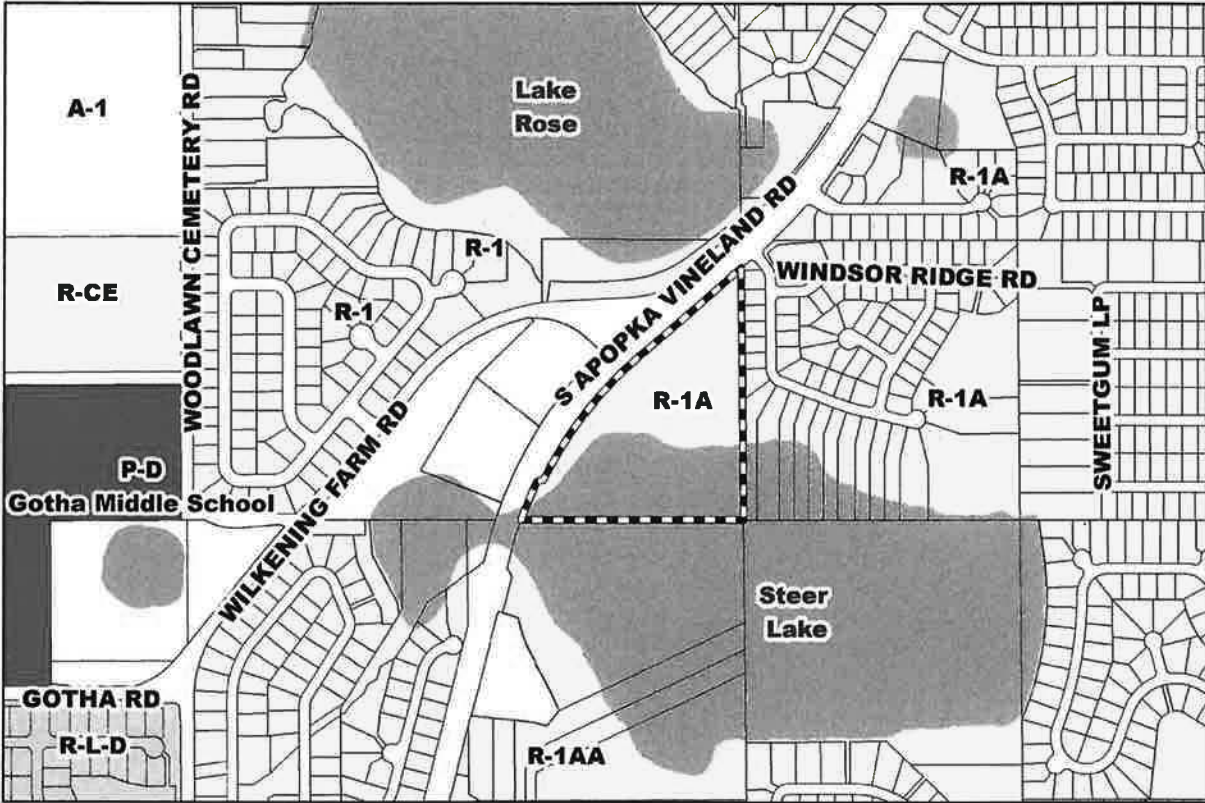 A-1
WOODLAWN CEMETERY RD
Lake
Rose
R-1A
S APOPKA VINELAND RD
R-1
WINDSOR RIDGE RD
R-CE
R-1
SWEETGUM LP
R-1A
R-1A
WILKENING FARM RD
P-D
Gotha Middle School
Steer
Lake
GOTHA RD
R-L-D
R-1AA